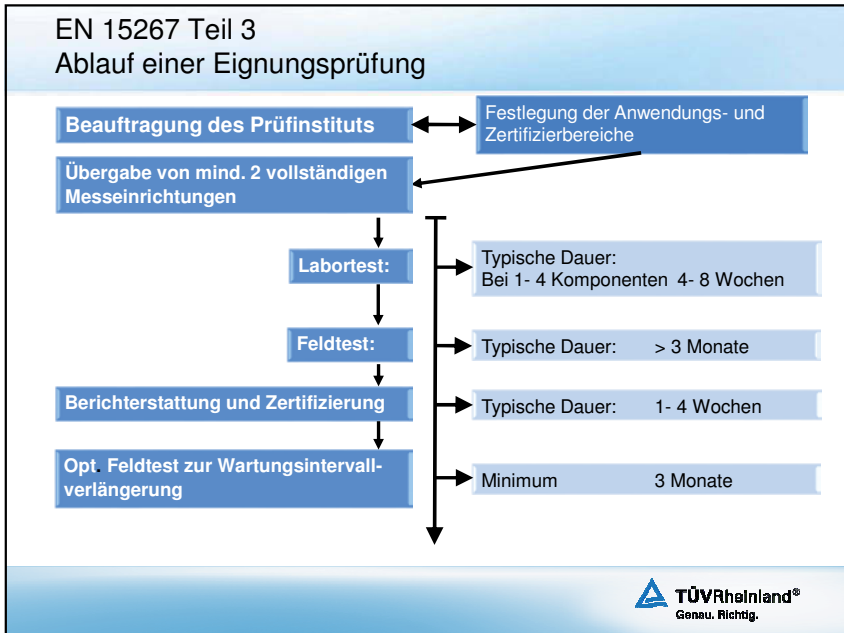 EN 15267 Teil 3
Ablauf einer Eignungsprüfung
Beauftragung des Prüfinstituts
Festlegung der Anwendungs- und
Zertifizierbereiche
Übergabe von mind. 2 vollständigen
Messeinrichtungen
Labortest:
Typische Dauer:
Bei 1- 4 Komponenten 4- 8 Wochen
Feldtest:
Typische Dauer: > 3 Monate
Berichterstattung und Zertifizierung
Typische Dauer: 1- 4 Wochen
Opt. Feldtest zur Wartungsintervall-
verlängerung
Minimum 3 Monate
TÜVRheinland®
Genau. Richtig.